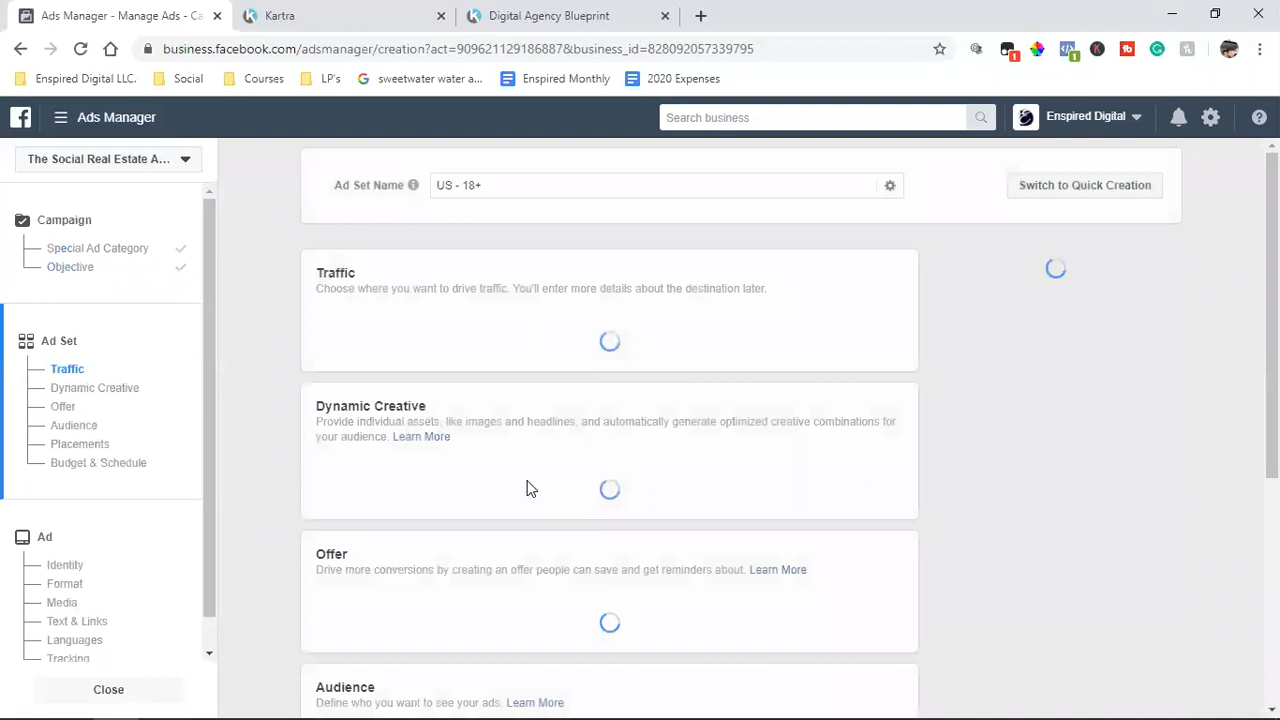 Ads Manager - Manage Ads - Ca
Kartra
Digital Agency Blueprint
business.facebook.com/adsmanager/creation?act=909621129186887&business_id=828092057339795
1
1
Enspired Digital LLC.
Social
Courses
LP's
sweetwater water a...
Enspired Monthly
2020 Expenses
Ads Manager
Search business
Enspired Digital
The Social Real Estate A...
Ad Set Name
US - 18+
Switch to Quick Creation
Campaign
Special Ad Category
Objective
Ad Set
Traffic
Dynamic Creative
Offer
Audience
Placements
Budget & Schedule
Ad
Identity
Format
Media
Text & Links
Languages
Tracking
Close
Traffic
Choose where you want to drive traffic. You'll enter more details about the destination later.
Dynamic Creative
Provide individual assets, like images and headlines, and automatically generate optimized creative combinations for
your audience. Learn More
Offer
Drive more conversions by creating an offer people can save and get reminders about. Learn More
Audience
Define who you want to see your ads. Learn More